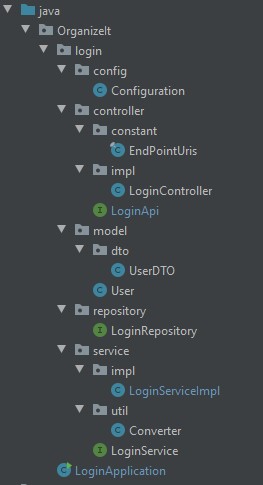 java
OrganizeIt
login
config
Configuration
controller
constant
EndPointUris
impl
LoginController
LoginApi
model
dto
UserDTO
User
repository
LoginRepository
service
impl
LoginServiceImpl
util
Converter
LoginService
LoginApplication